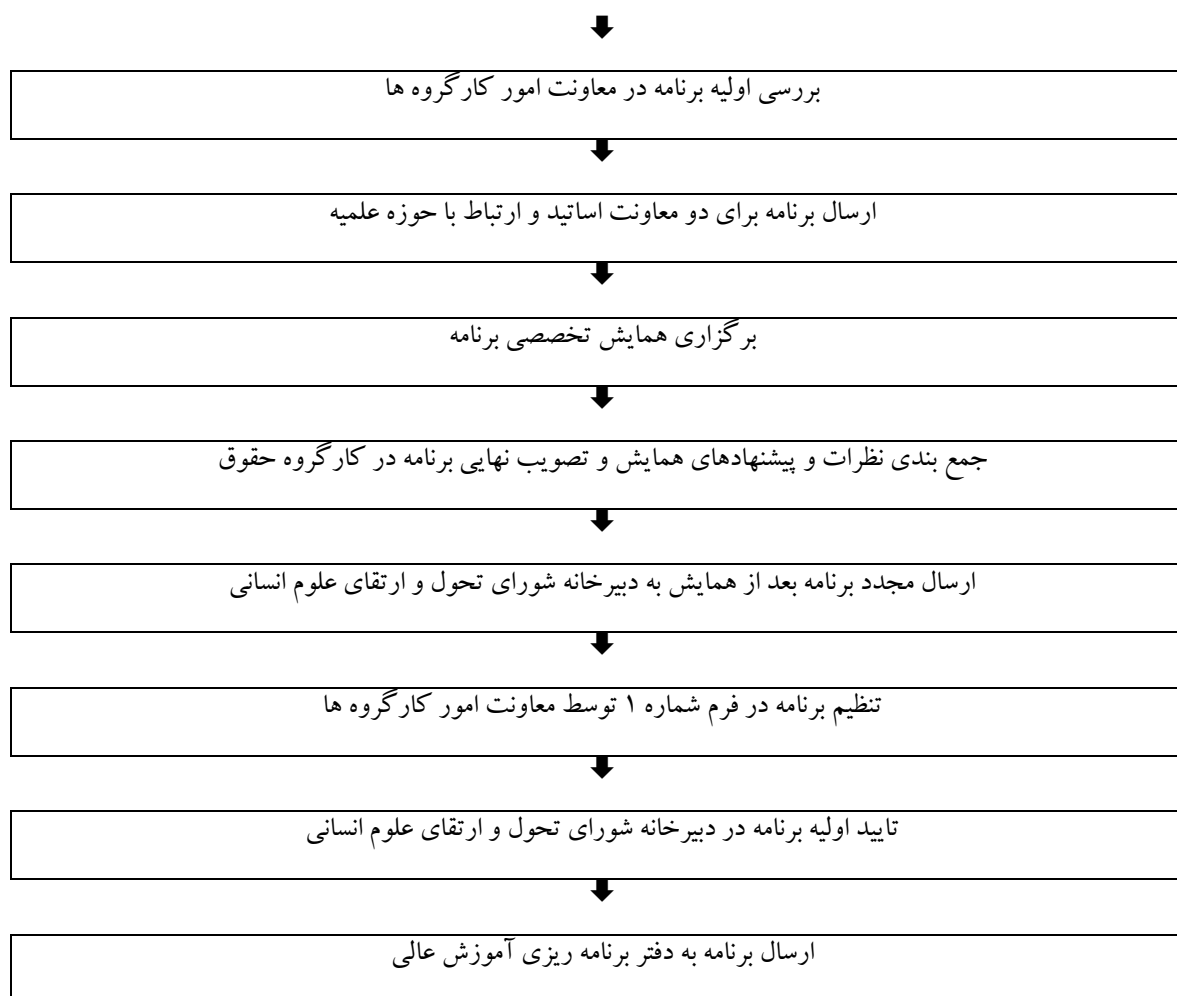 بررسی اولیه برنامه در معاونت امور کارگروه ها
ارسال برنامه برای دو معاونت اساتید و ارتباط با حوزه علمیه
برگزاری همایش تخصصی برنامه
جمع بندی نظرات و پیشنهادهای همایش و تصویب نهایی برنامه در کارگروه حقوق
ارسال مجدد برنامه بعد از همایش به دبیرخانه شورای تحول و ارتقای علوم انسانی
تنظیم برنامه در فرم شماره ۱ توسط معاونت امور کارگروه ها
تایید اولیه برنامه در دبیرخانه شورای تحول و ارتقای علوم انسانی
ارسال برنامه به دفتر برنامه ریزی آموزش عالی